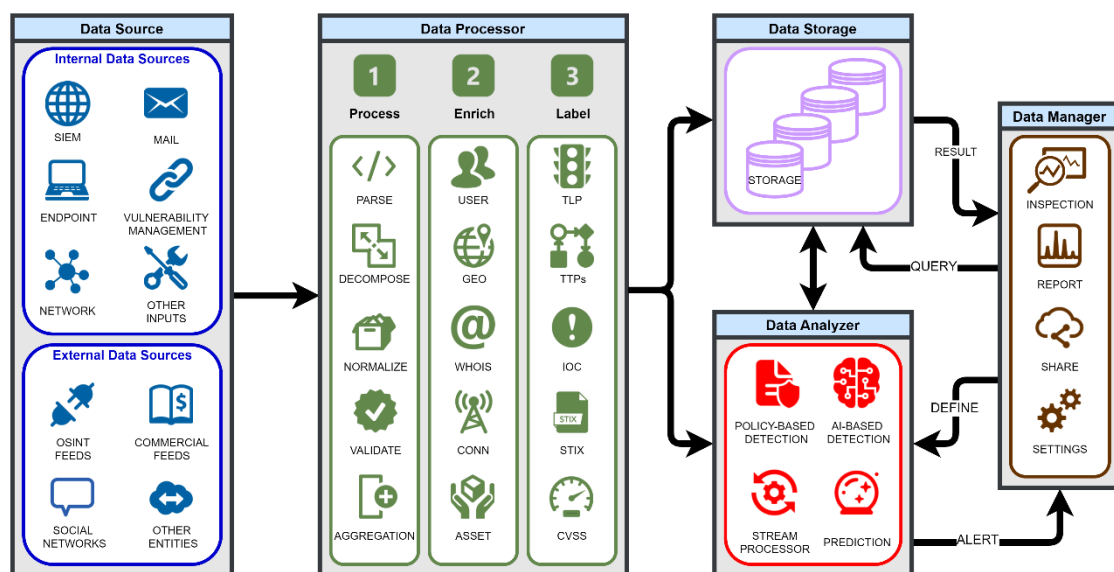 Data Source
Internal Data Sources
SIEM
MAIL
ENDPOINT
VULNERABILITY
MANAGEMENT
NETWORK
OTHER
INPUTS
External Data Sources
OSINT
FEEDS
COMMERCIAL
FEEDS
SOCIAL
NETWORKS
OTHER
ENTITIES
Data Processor
1
Process
PARSE
DECOMPOSE
NORMALIZE
VALIDATE
AGGREGATION
2
Enrich
USER
GEO
WHOIS
CONN
ASSET
3
Label
TLP
TTPs
IOC
STIX
STIX
CVSS
Data Storage
STORAGE
Data Analyzer
POLICY-BASED
DETECTION
AI-BASED
DETECTION
STREAM
PROCESSOR
PREDICTION
RESULT
QUERY
DEFINE
ALERT
Data Manager
INSPECTION
REPORT
SHARE
SETTINGS